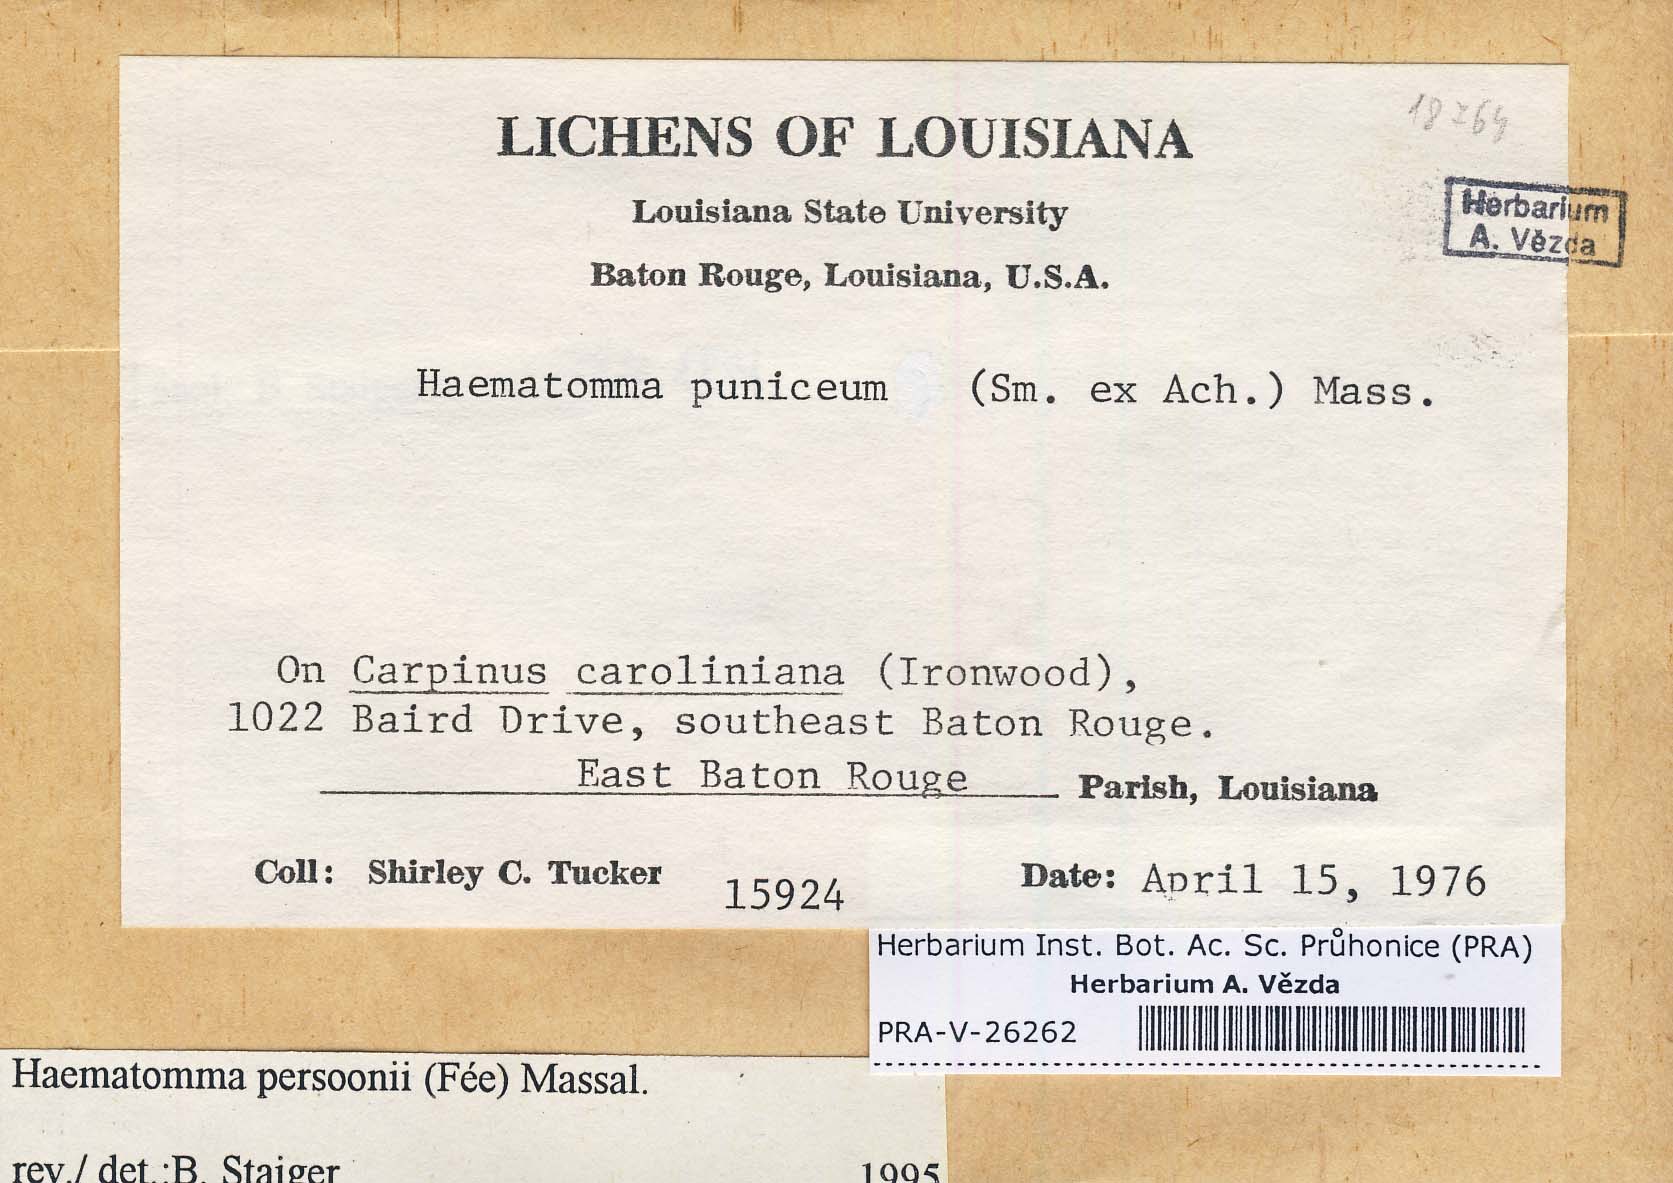 LICHENS OF LOUISIANA
18764
Louisiana State University
Baton Rouge, Louisiana, U.S.A.
Herbarium
A. Vězda
Haematomma puniceum (Sm. ex Ach.) Mass.
On Carpinus caroliniana (Ironwood),
1022 Baird Drive, southeast Baton Rouge.
East Baton Rouge Parish, Louisiana
Coll: Shirley C. Tucker 15924 Date: April 15, 1976
Herbarium Inst. Bot. Ac. Sc. Průhonice (PRA)
Herbarium A. Vězda
PRA-V-26262
Haematomma persoonii (Fée) Massal.
rev./ det.:B. Staiger 1995